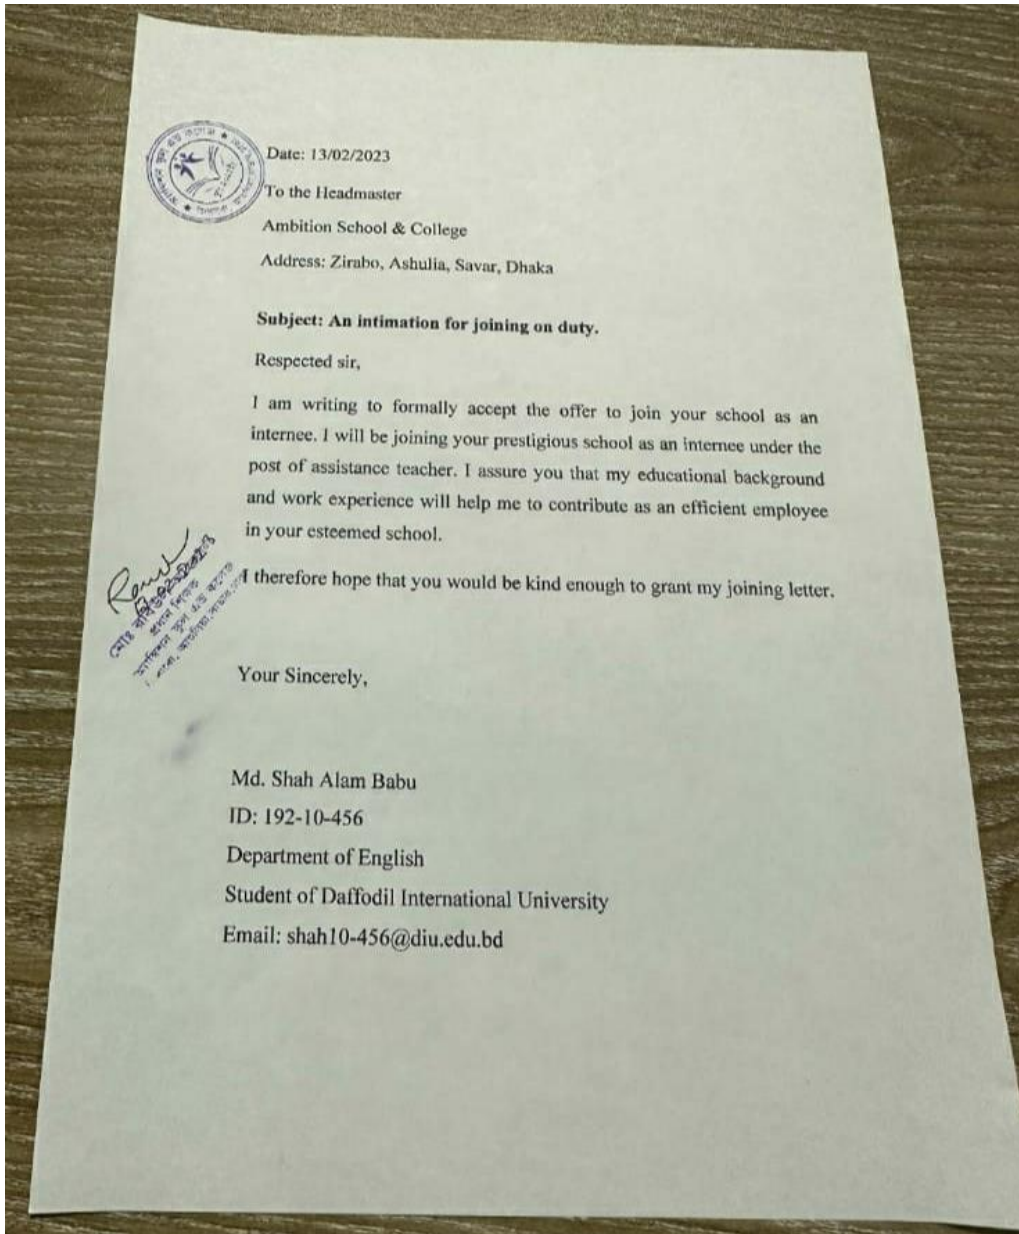 Date: 13/02/2023
To the Headmaster
Ambition School & College
Address: Zirabo, Ashulia, Savar, Dhaka
Subject: An intimation for joining on duty.
Respected sir,
I am writing to formally accept the offer to join your school as an
internee. I will be joining your prestigious school as an internee under the
post of assistance teacher. I assure you that my educational background
and work experience will help me to contribute as an efficient employee
in your esteemed school.
I therefore hope that you would be kind enough to grant my joining letter.
প্রধান শিক্ষক
Your Sincerely,
Md. Shah Alam Babu
ID: 192-10-456
Department of English
Student of Daffodil International University
Email: shah10-456@diu.edu.bd